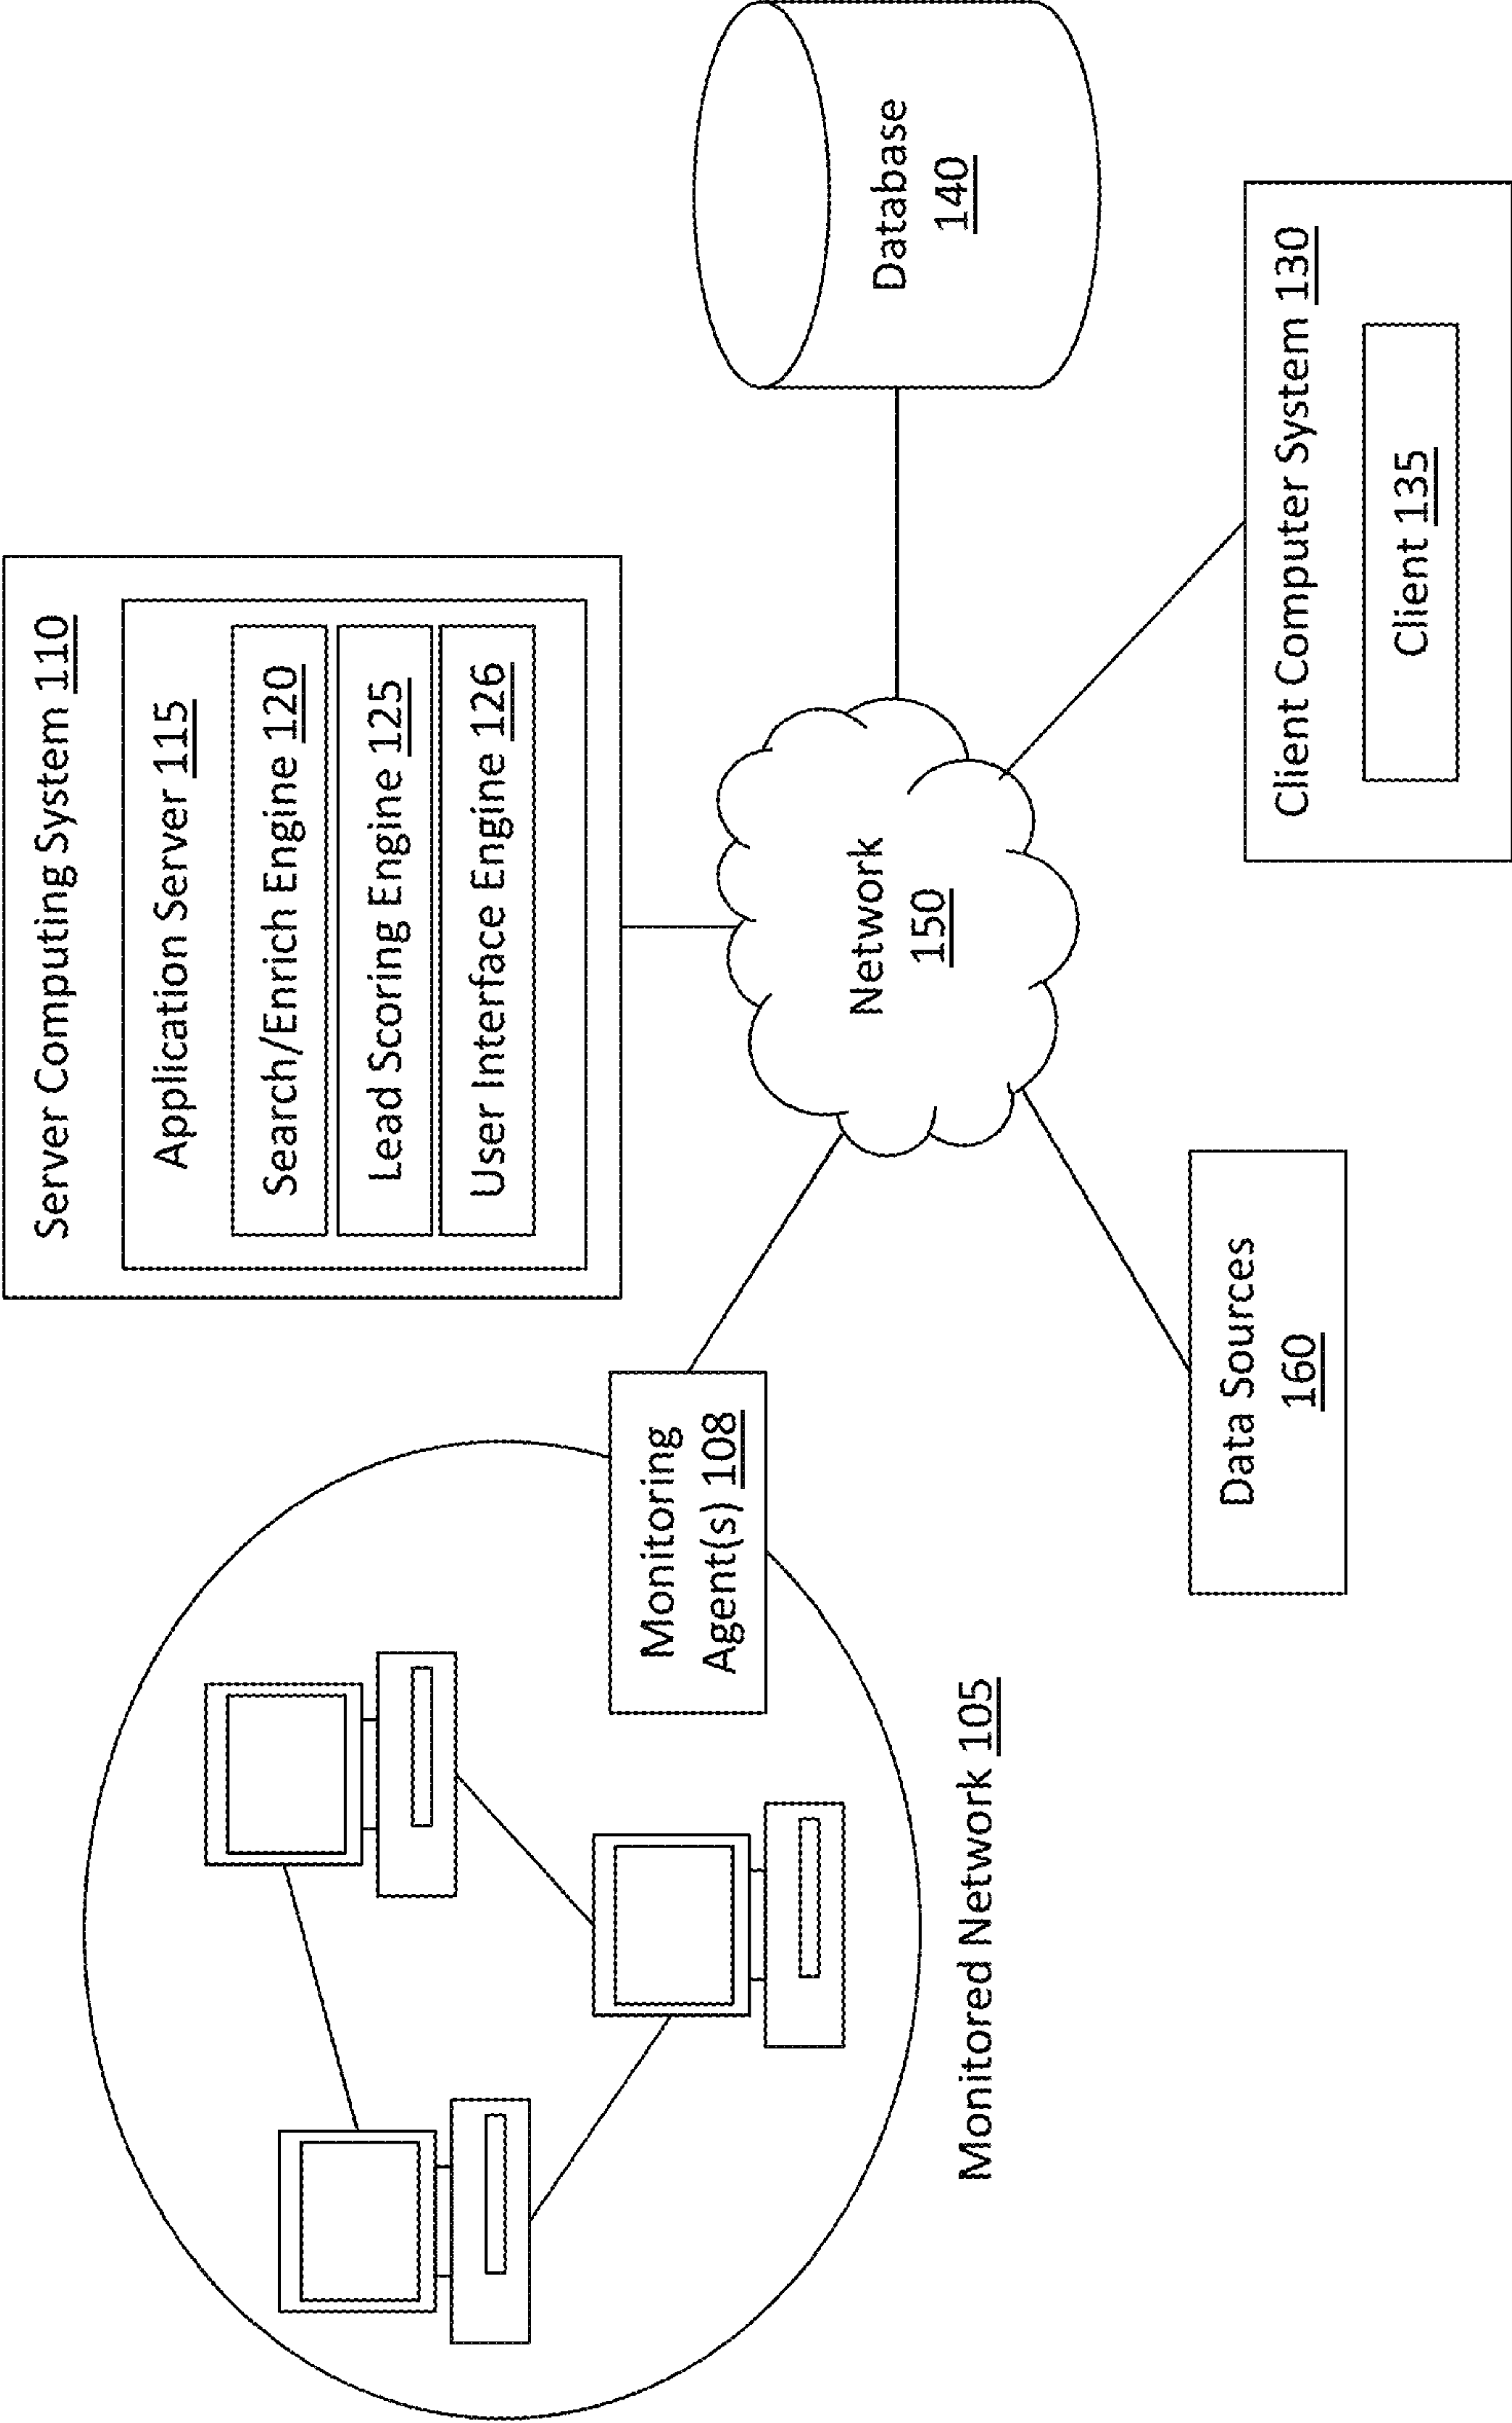 Server Computing System 110
Application Server 115
Search/Enrich Engine 120
Lead Scoring Engine 125
User Interface Engine 126
Monitoring
Agent(s) 108
Network
150
Database
140
Monitored Network 105
Data Sources
160
Client Computer System 130
Client 135